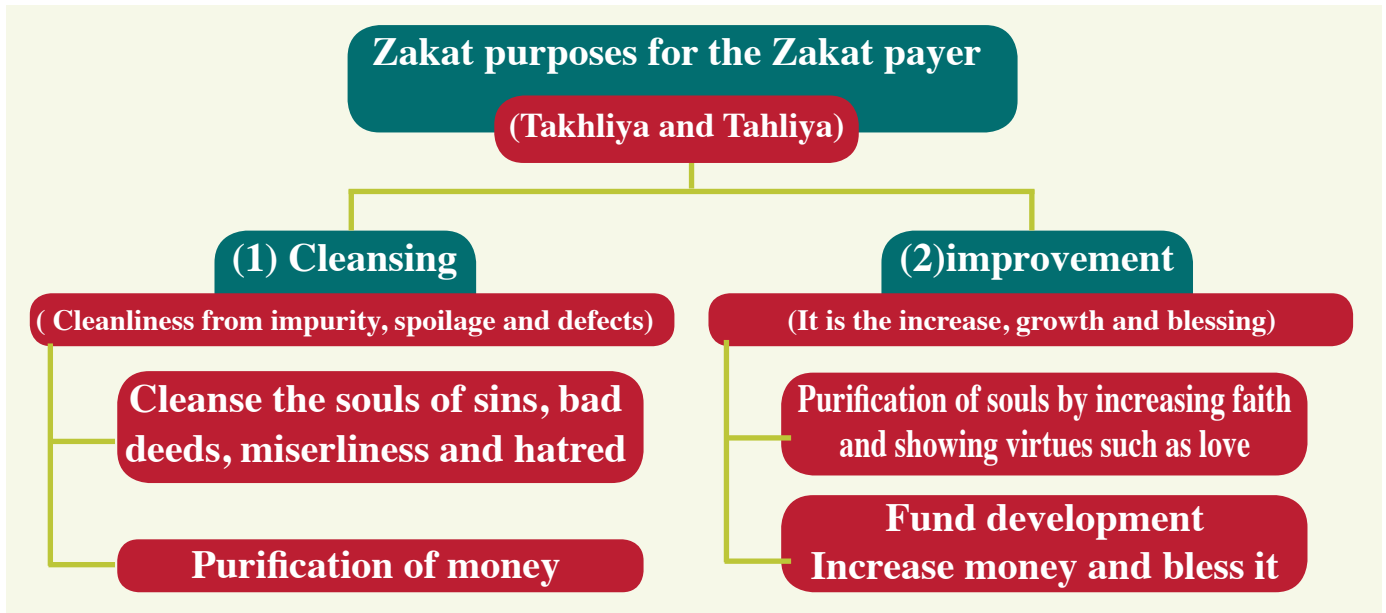 Zakat purposes for the Zakat payer
(Takhliya and Tahliya)
(1) Cleansing
( Cleanliness from impurity, spoilage and defects)
Cleanse the souls of sins, bad
deeds, miserliness and hatred
Purification of money
(2)improvement
(It is the increase, growth and blessing)
Purification of souls by increasing faith
and showing virtues such as love
Fund development
Increase money and bless it